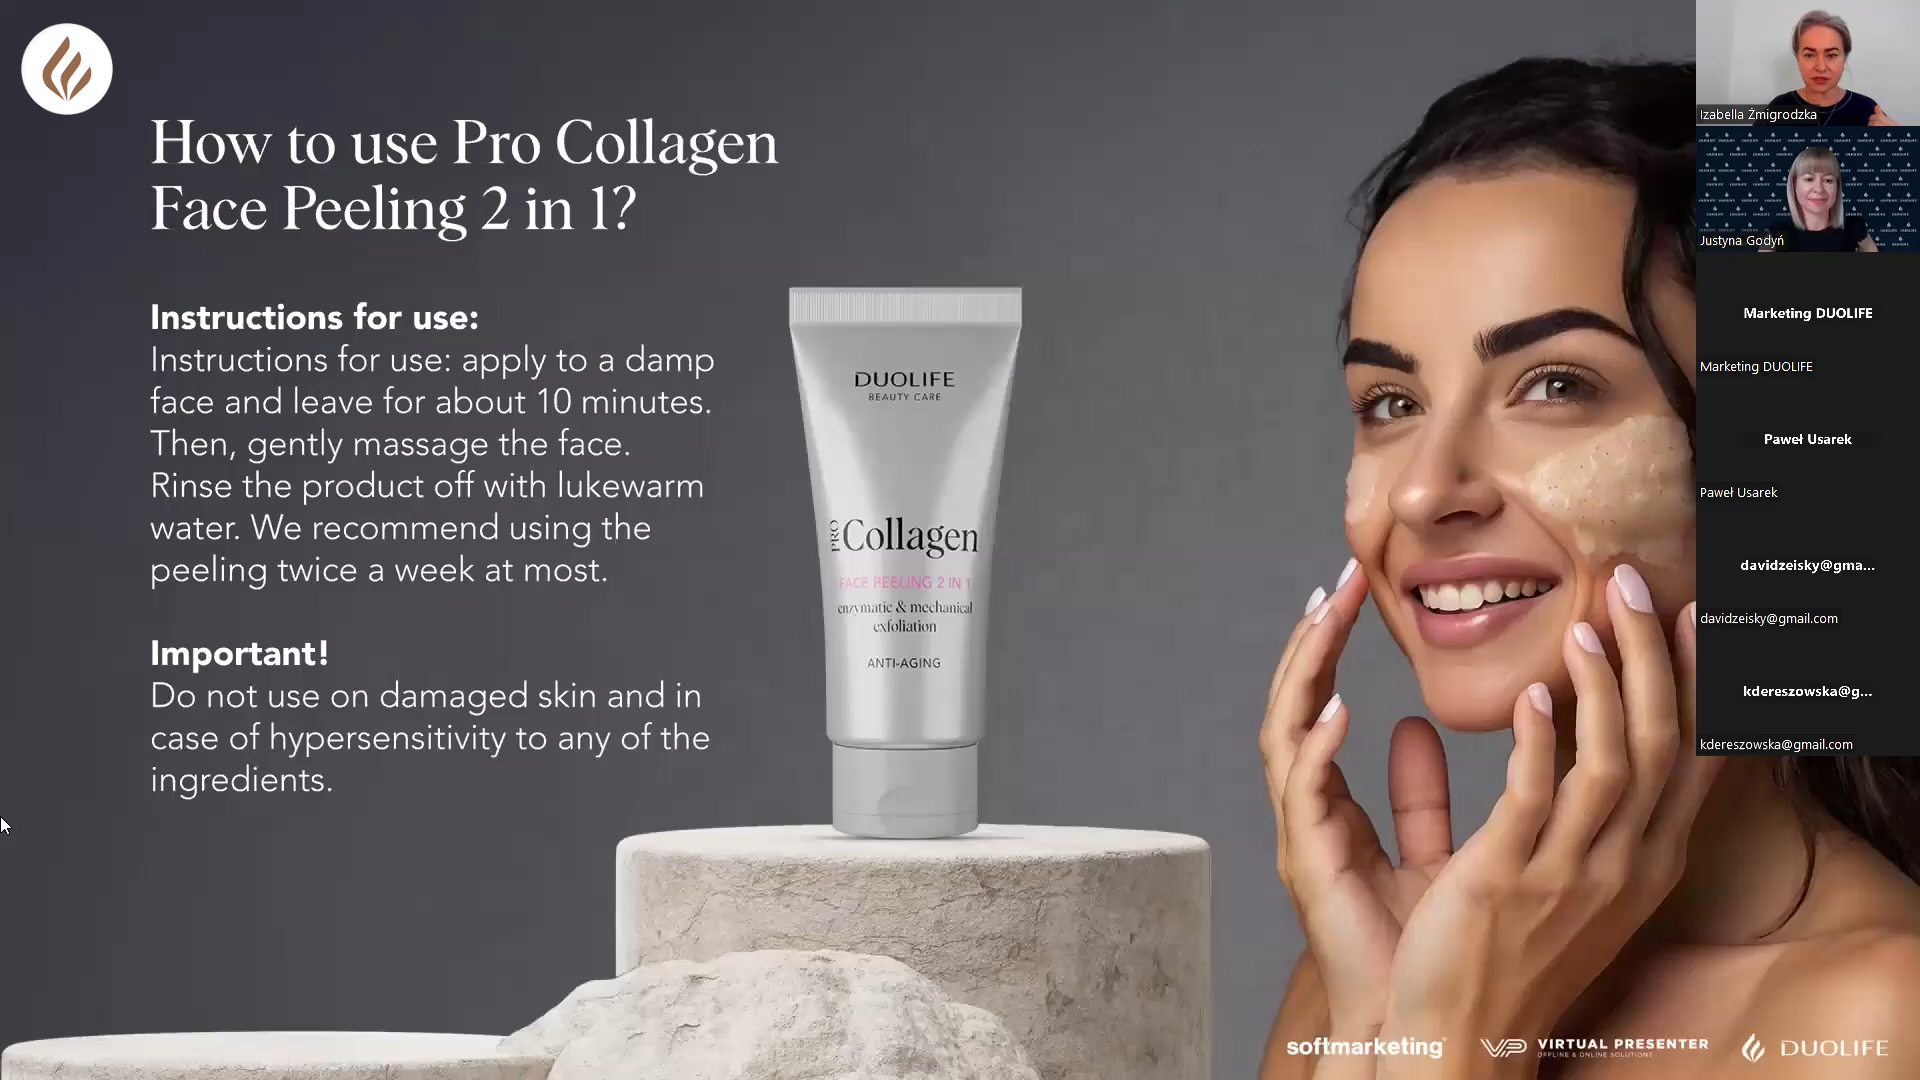 How to use Pro Collagen
Face Peeling 2 in 1?
Instructions for use:
Instructions for use: apply to a damp
face and leave for about 10 minutes.
Then, gently massage the face.
Rinse the product off with lukewarm
water. We recommend using the
peeling twice a week at most.
Important!
Do not use on damaged skin and in
case of hypersensitivity to any of the
ingredients.
DUOLIFE
BEAUTY CARE
PRO
Collagen
FACE PEELING 2 IN 1
enzymatic & mechanical
exfoliation
ANTI-AGING
Izabella Żmigrodzka
Justyna Godyń
Marketing DUOLIFE
Marketing DUOLIFE
Paweł Usarek
Paweł Usarek
davidzeisky@gma...
davidzeisky@gmail.com
kdereszowska@g...
kdereszowska@gmail.com
softmarketing
VP VIRTUAL PRESENTER
OFFLINE & ONLINE SOLUTIONS
DUOLIFE